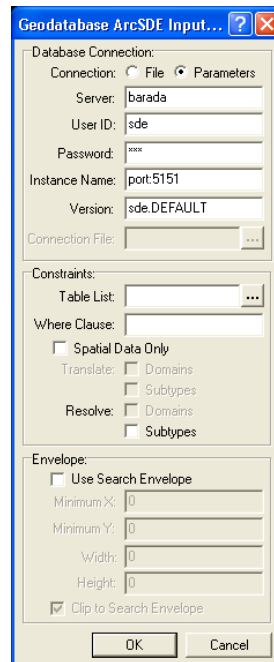 Geodatabase ArcSDE Input...
Database Connection:
Connection: File Parameters
Server: barada
User ID: sde
Password: ***
Instance Name: port:5151
Version: sde.DEFAULT
Connection File: ...
Constraints:
Table List: ...
Where Clause:
Spatial Data Only
Translate: Domains
Subtypes
Resolve: Domains
Subtypes
Envelope:
Use Search Envelope
Minimum X: 0
Minimum Y: 0
Width: 0
Height: 0
Clip to Search Envelope
OK Cancel